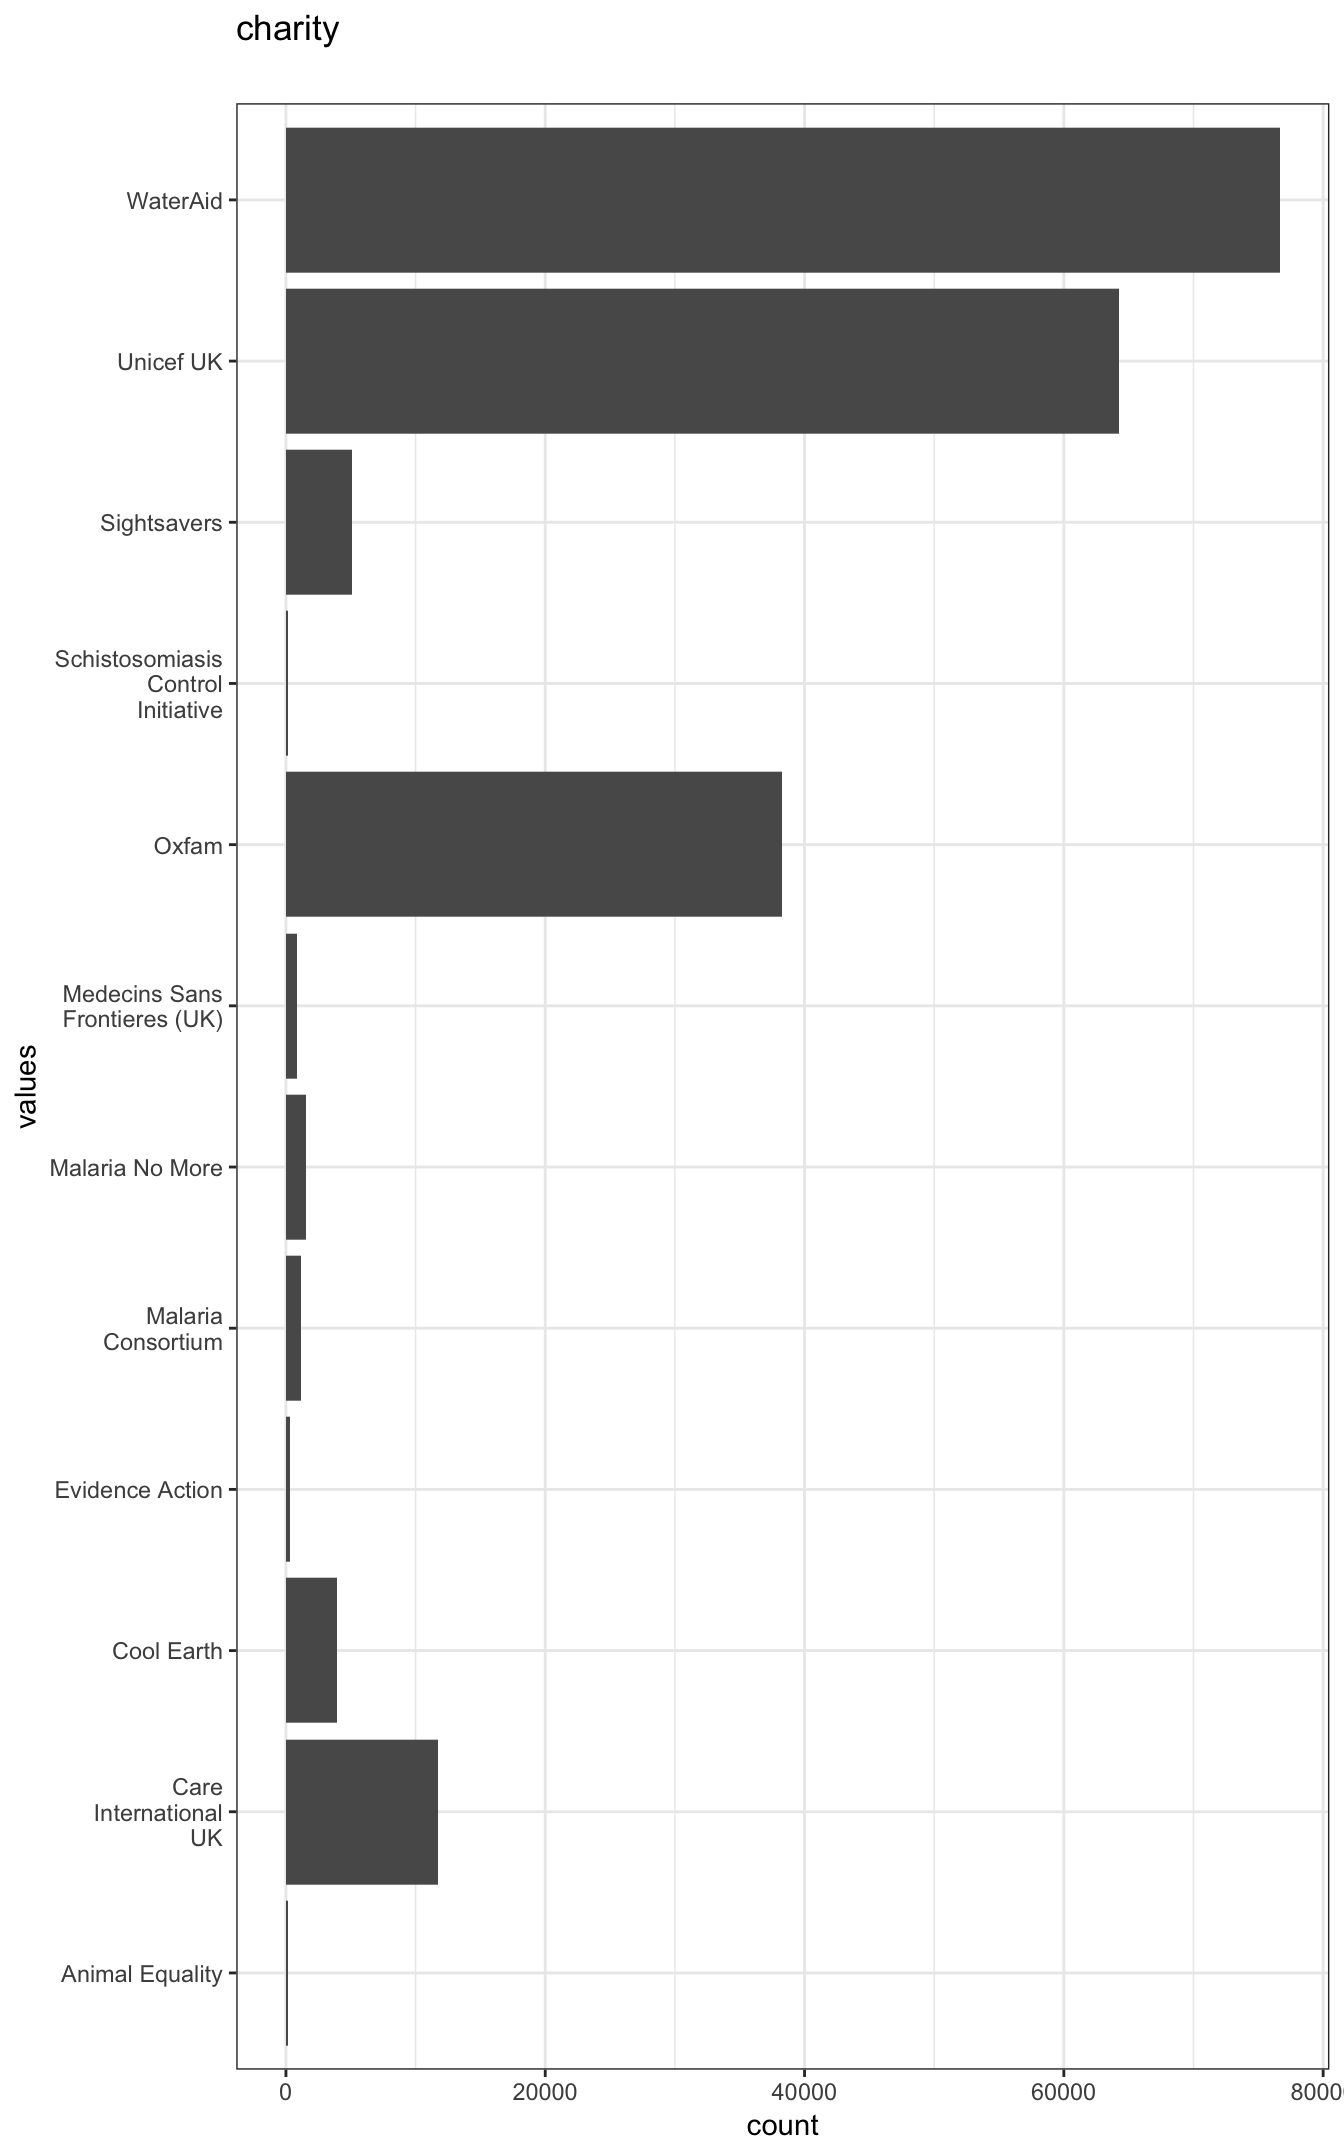 charity
WaterAid
Unicef UK
Sightsavers
Schistosomiasis
Control
Initiative
Oxfam
Medecins Sans
Frontieres (UK)
values
Malaria No More
Malaria
Consortium
Evidence Action
Cool Earth
Care
International
UK
Animal Equality
0 20000 40000 60000 8000
count